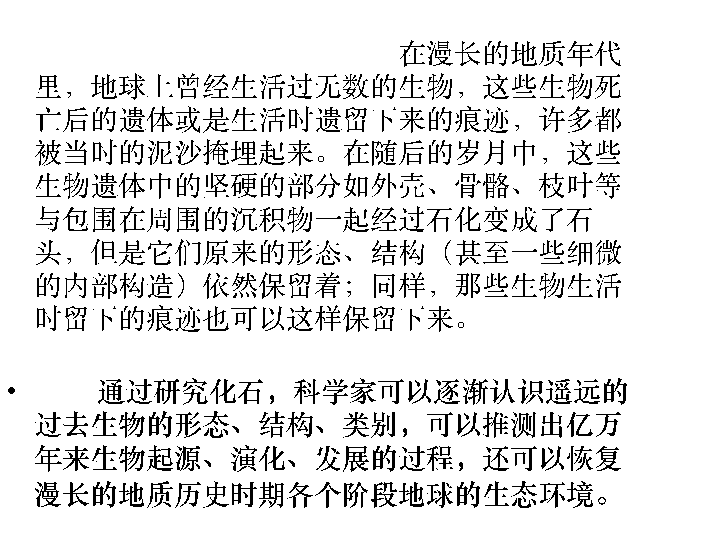 在漫长的地质年代
里，地球上曾经生活过无数的生物，这些生物死
亡后的遗体或是生活时遗留下来的痕迹，许多都
被当时的泥沙掩埋起来。在随后的岁月中，这些
生物遗体中的坚硬的部分如外壳、骨骼、枝叶等
与包围在周围的沉积物一起经过石化变成了石
头，但是它们原来的形态、结构（甚至一些细微
的内部构造）依然保留着；同样，那些生物生活
时留下的痕迹也可以这样保留下来。
• 通过研究化石，科学家可以逐渐认识遥远的
过去生物的形态、结构、类别，可以推测出亿万
年来生物起源、演化、发展的过程，还可以恢复
漫长的地质历史时期各个阶段地球的生态环境。